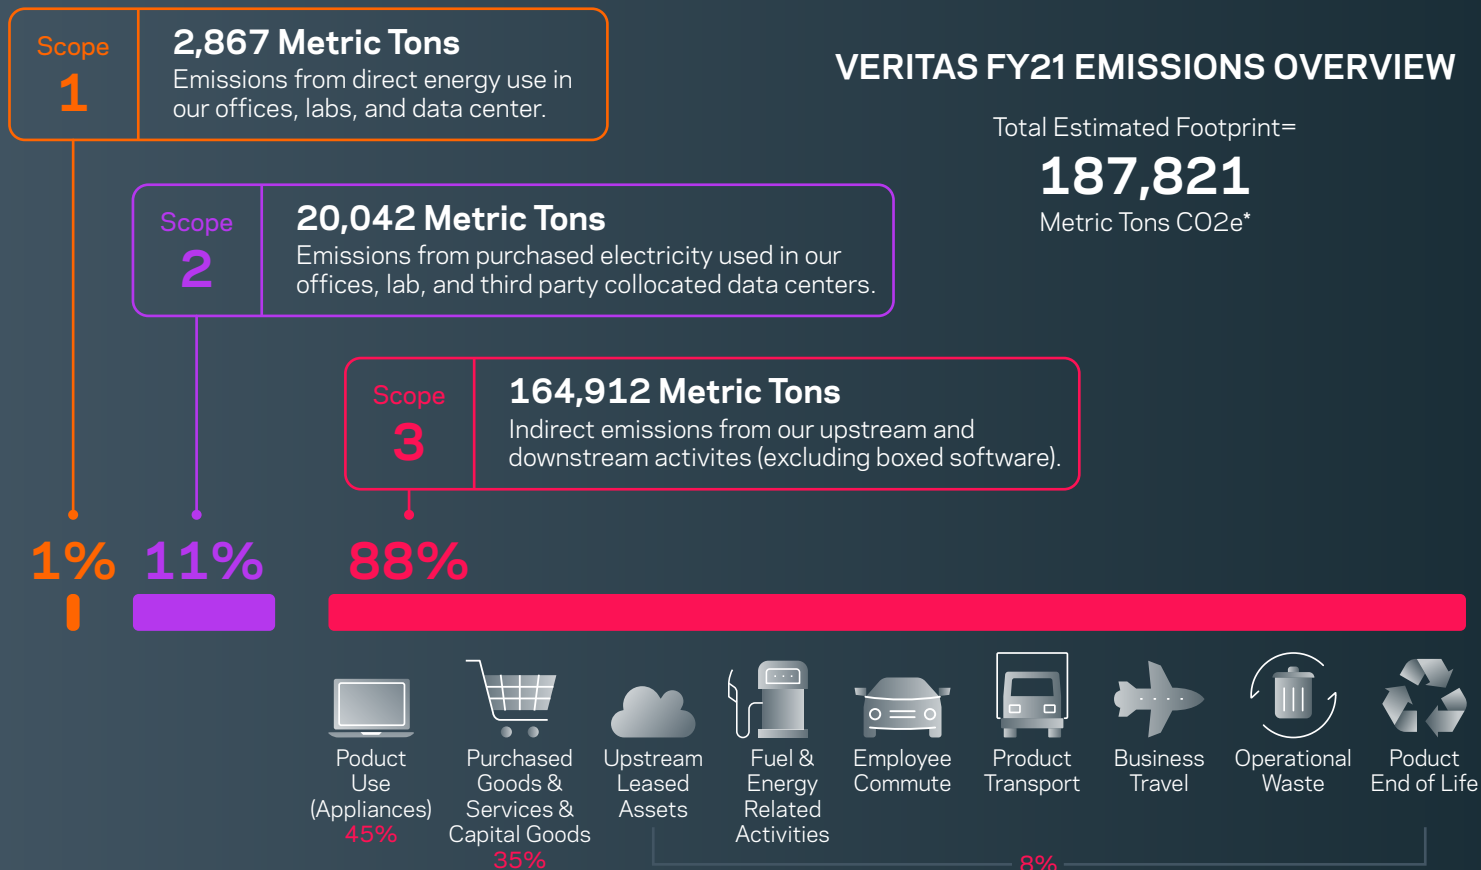 Scope
1
2,867 Metric Tons
Emissions from direct energy use in
our offices, labs, and data center.
VERITAS FY21 EMISSIONS OVERVIEW
Total Estimated Footprint=
187,821
Metric Tons CO2e*
Scope
2
20,042 Metric Tons
Emissions from purchased electricity used in our
offices, lab, and third party collocated data centers.
Scope
3
164,912 Metric Tons
Indirect emissions from our upstream and
downstream activites (excluding boxed software).
1%
11%
88%
Poduct
Use
(Appliances)
45%
Purchased
Goods &
Services &
Capital Goods
35%
Upstream
Leased
Assets
Fuel &
Energy
Related
Activities
Employee
Commute
Product
Transport
Business
Travel
Operational
Waste
Poduct
End of Life
8%